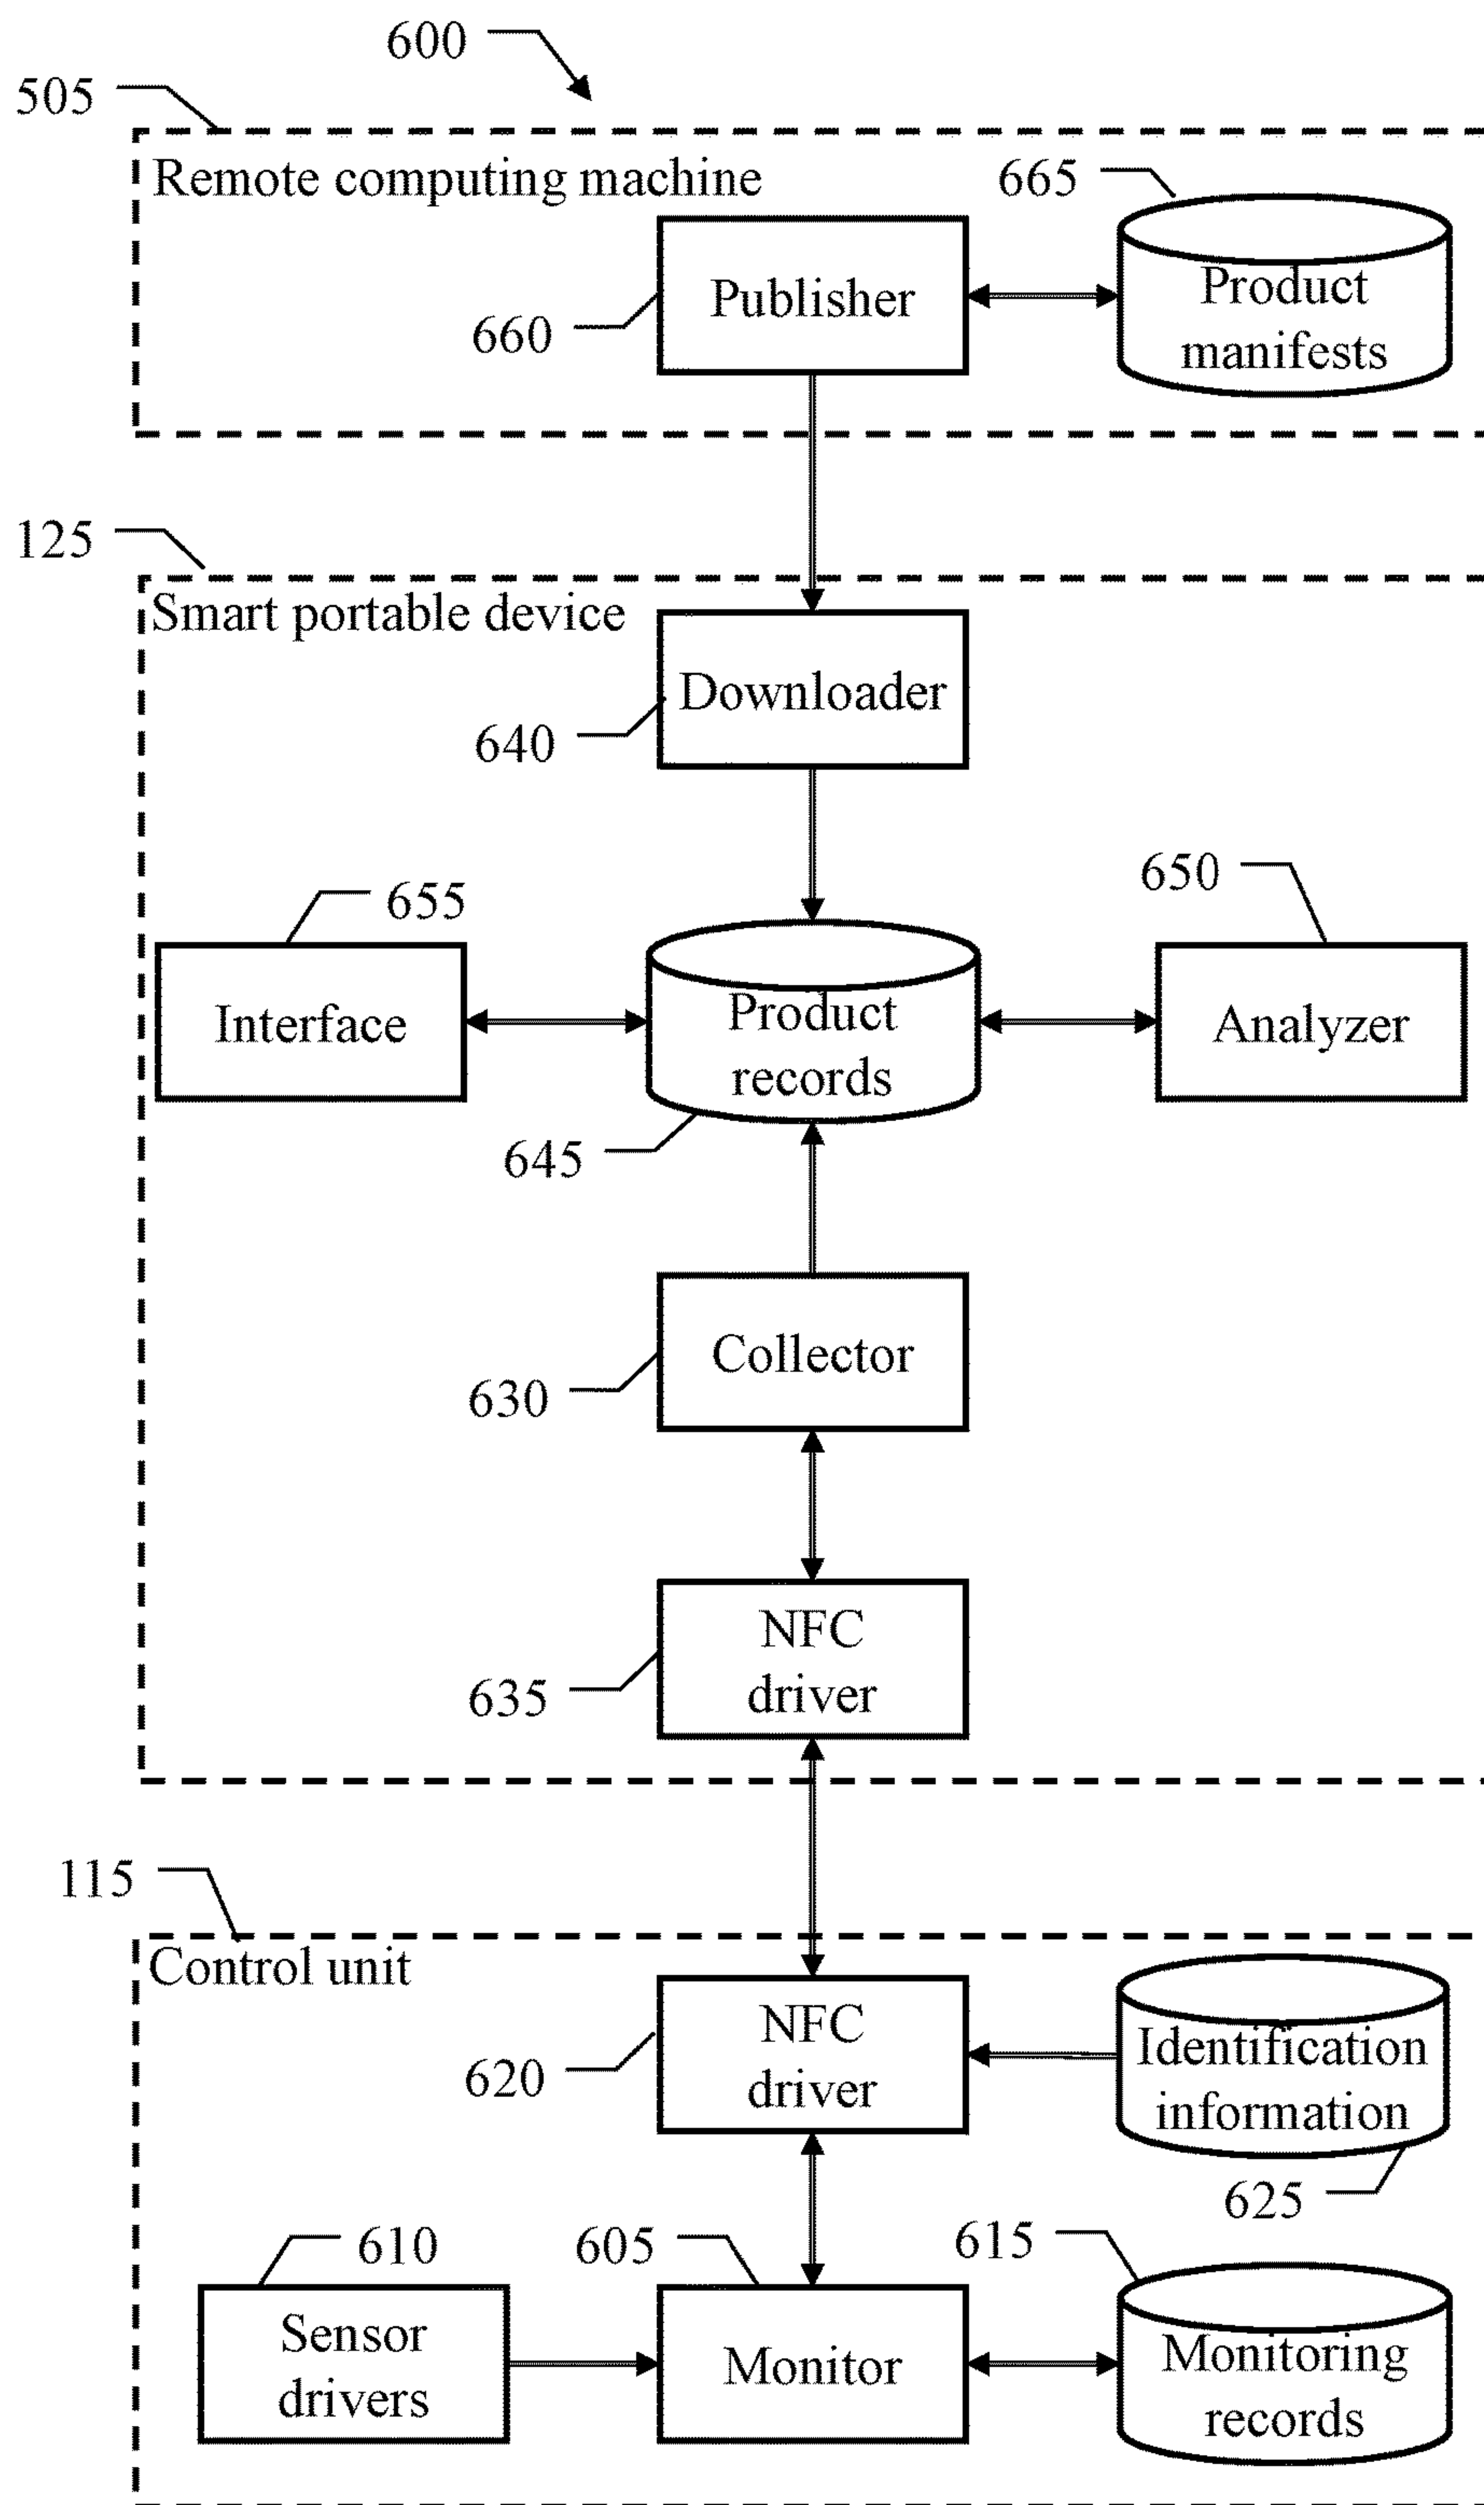 600
505
Remote computing machine
665
Publisher
Product
manifests
660
125
Smart portable device
Downloader
640
650
655
Interface
Product
records
Analyzer
645
Collector
630
NFC
driver
635
115
Control unit
NFC
driver
Identification
information
620
625
610
605
615
Sensor
drivers
Monitor
Monitoring
records